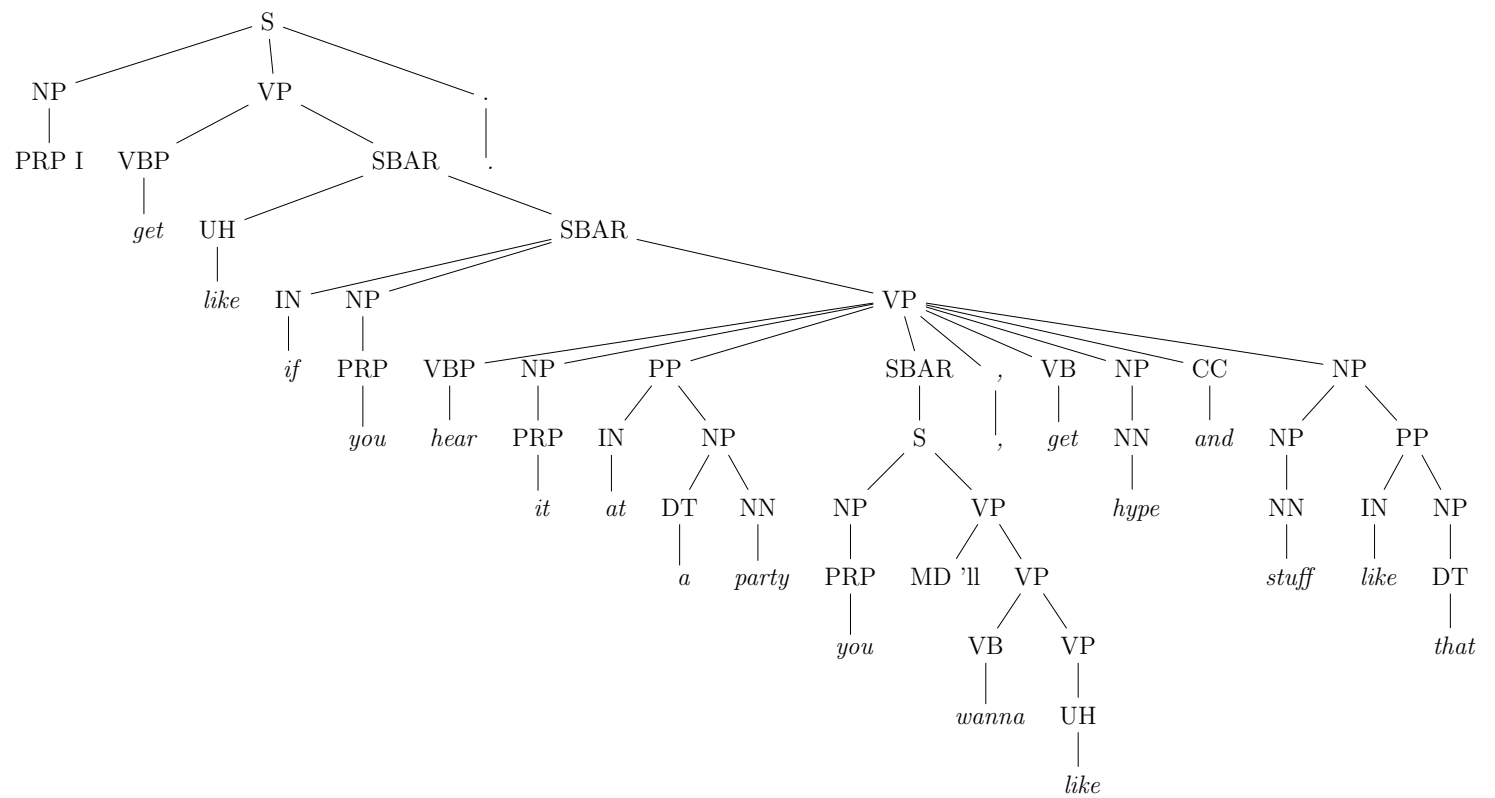 S
NP VP .
PRP I VBP SBAR .
get UH SBAR
like IN NP VP
if PRP VBP NP PP SBAR , VB NP CC NP
you hear PRP IN NP S , get NN and NP PP
it at DT NN NP VP hype NN IN NP
a party PRP MD 'll VP stuff like DT
you VB VP that
wanna UH
like